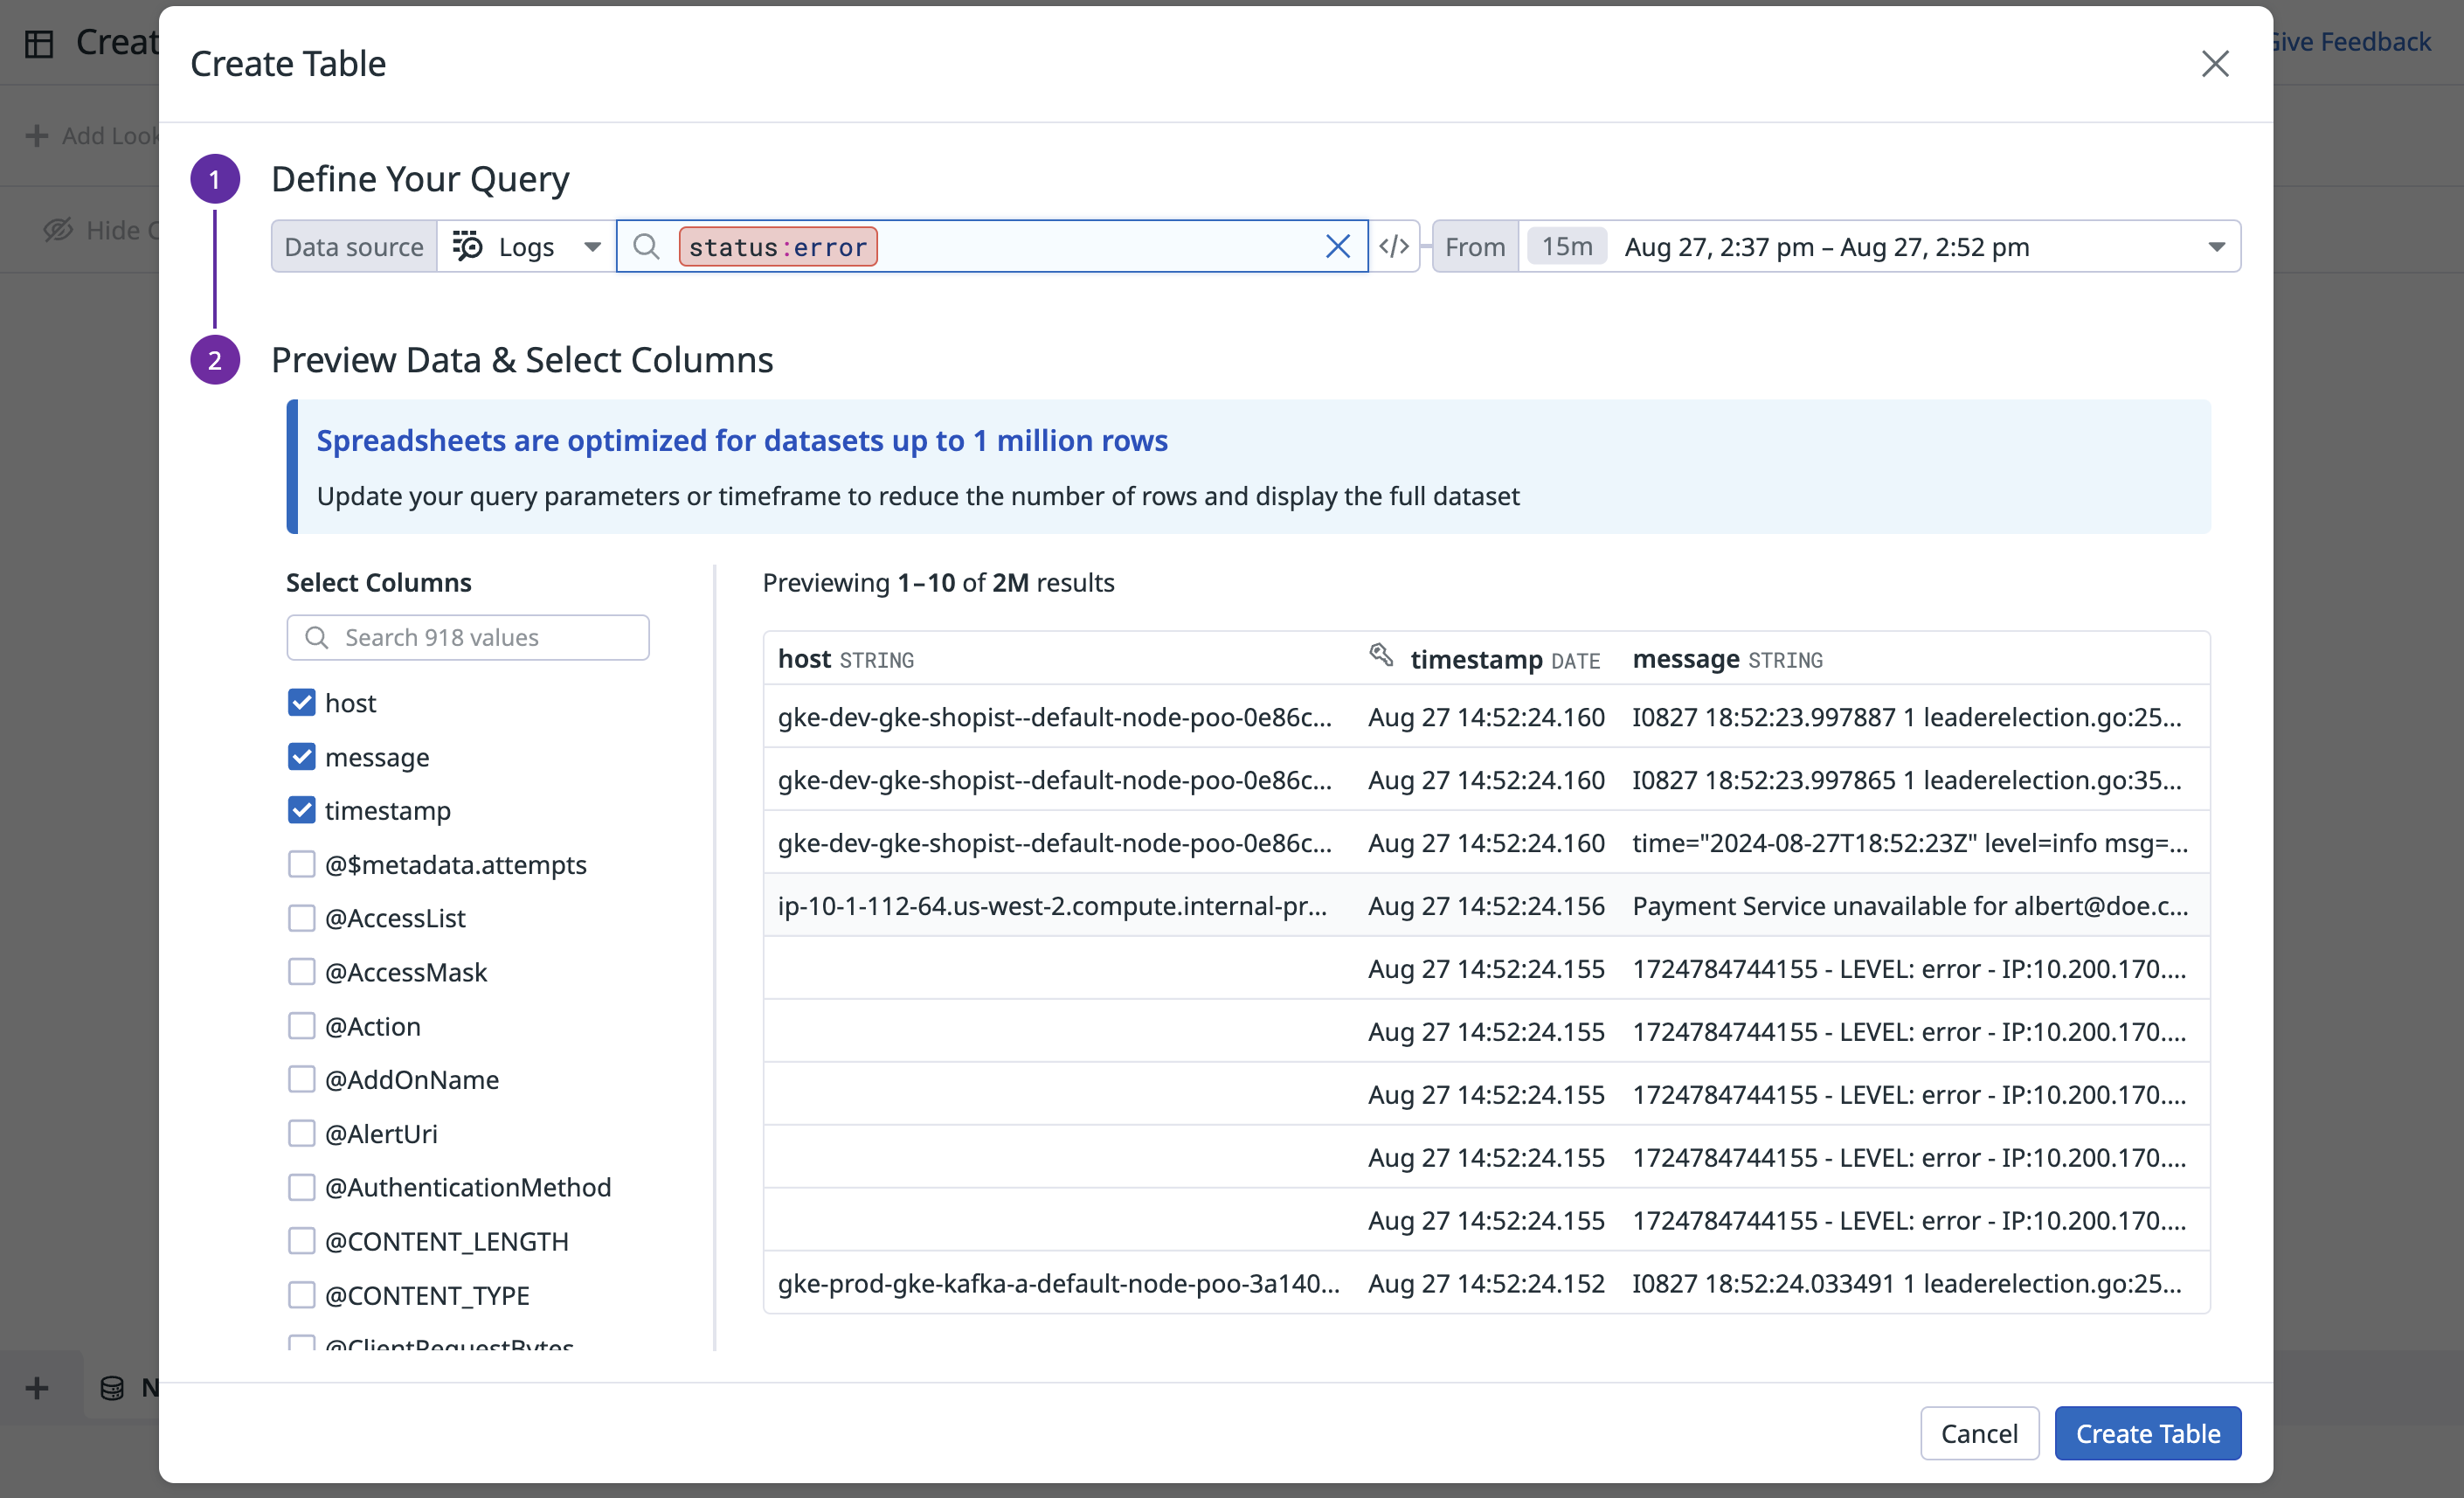 Creat
Give Feedback
Add Look
Hide C
Create Table
1 Define Your Query
Data source Logs status:error </> From 15m Aug 27, 2:37 pm – Aug 27, 2:52 pm
2 Preview Data & Select Columns
Spreadsheets are optimized for datasets up to 1 million rows
Update your query parameters or timeframe to reduce the number of rows and display the full dataset
Select Columns
Search 918 values
host
message
timestamp
@$metadata.attempts
@AccessList
@AccessMask
@Action
@AddOnName
@AlertUri
@AuthenticationMethod
@CONTENT_LENGTH
@CONTENT_TYPE
@ClientRequestBytes
Previewing 1–10 of 2M results
host STRING timestamp DATE message STRING
gke-dev-gke-shopist--default-node-poo-0e86c... Aug 27 14:52:24.160 I0827 18:52:23.997887 1 leaderelection.go:25...
gke-dev-gke-shopist--default-node-poo-0e86c... Aug 27 14:52:24.160 I0827 18:52:23.997865 1 leaderelection.go:35...
gke-dev-gke-shopist--default-node-poo-0e86c... Aug 27 14:52:24.160 time="2024-08-27T18:52:23Z" level=info msg=...
ip-10-1-112-64.us-west-2.compute.internal-pr... Aug 27 14:52:24.156 Payment Service unavailable for albert@doe.c...
Aug 27 14:52:24.155 1724784744155 - LEVEL: error - IP:10.200.170....
Aug 27 14:52:24.155 1724784744155 - LEVEL: error - IP:10.200.170....
Aug 27 14:52:24.155 1724784744155 - LEVEL: error - IP:10.200.170....
Aug 27 14:52:24.155 1724784744155 - LEVEL: error - IP:10.200.170....
Aug 27 14:52:24.155 1724784744155 - LEVEL: error - IP:10.200.170....
gke-prod-gke-kafka-a-default-node-poo-3a140... Aug 27 14:52:24.152 I0827 18:52:24.033491 1 leaderelection.go:25...
N
Cancel Create Table